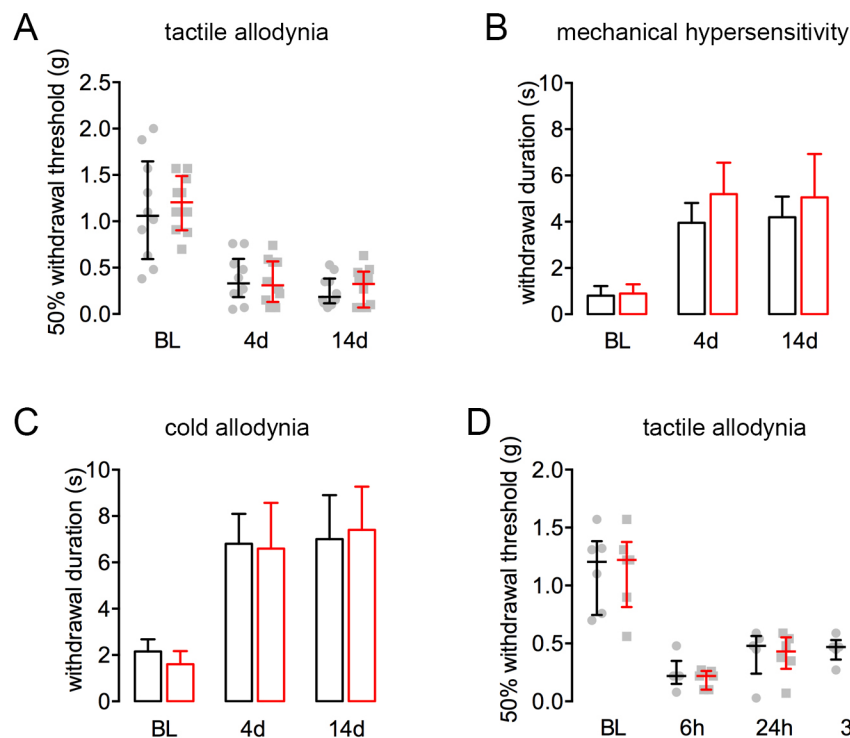 A
tactile allodynia
50% withdrawal threshold (g)
2.5
2.0
1.5
1.0
0.5
0.0
BL
4d
14d
B
mechanical hypersensitivity
withdrawal duration (s)
10
8
6
4
2
0
BL
4d
14d
C
cold allodynia
withdrawal duration (s)
10
8
6
4
2
0
BL
4d
14d
D
tactile allodynia
50% withdrawal threshold (g)
2.0
1.5
1.0
0.5
0.0
BL
6h
24h
3